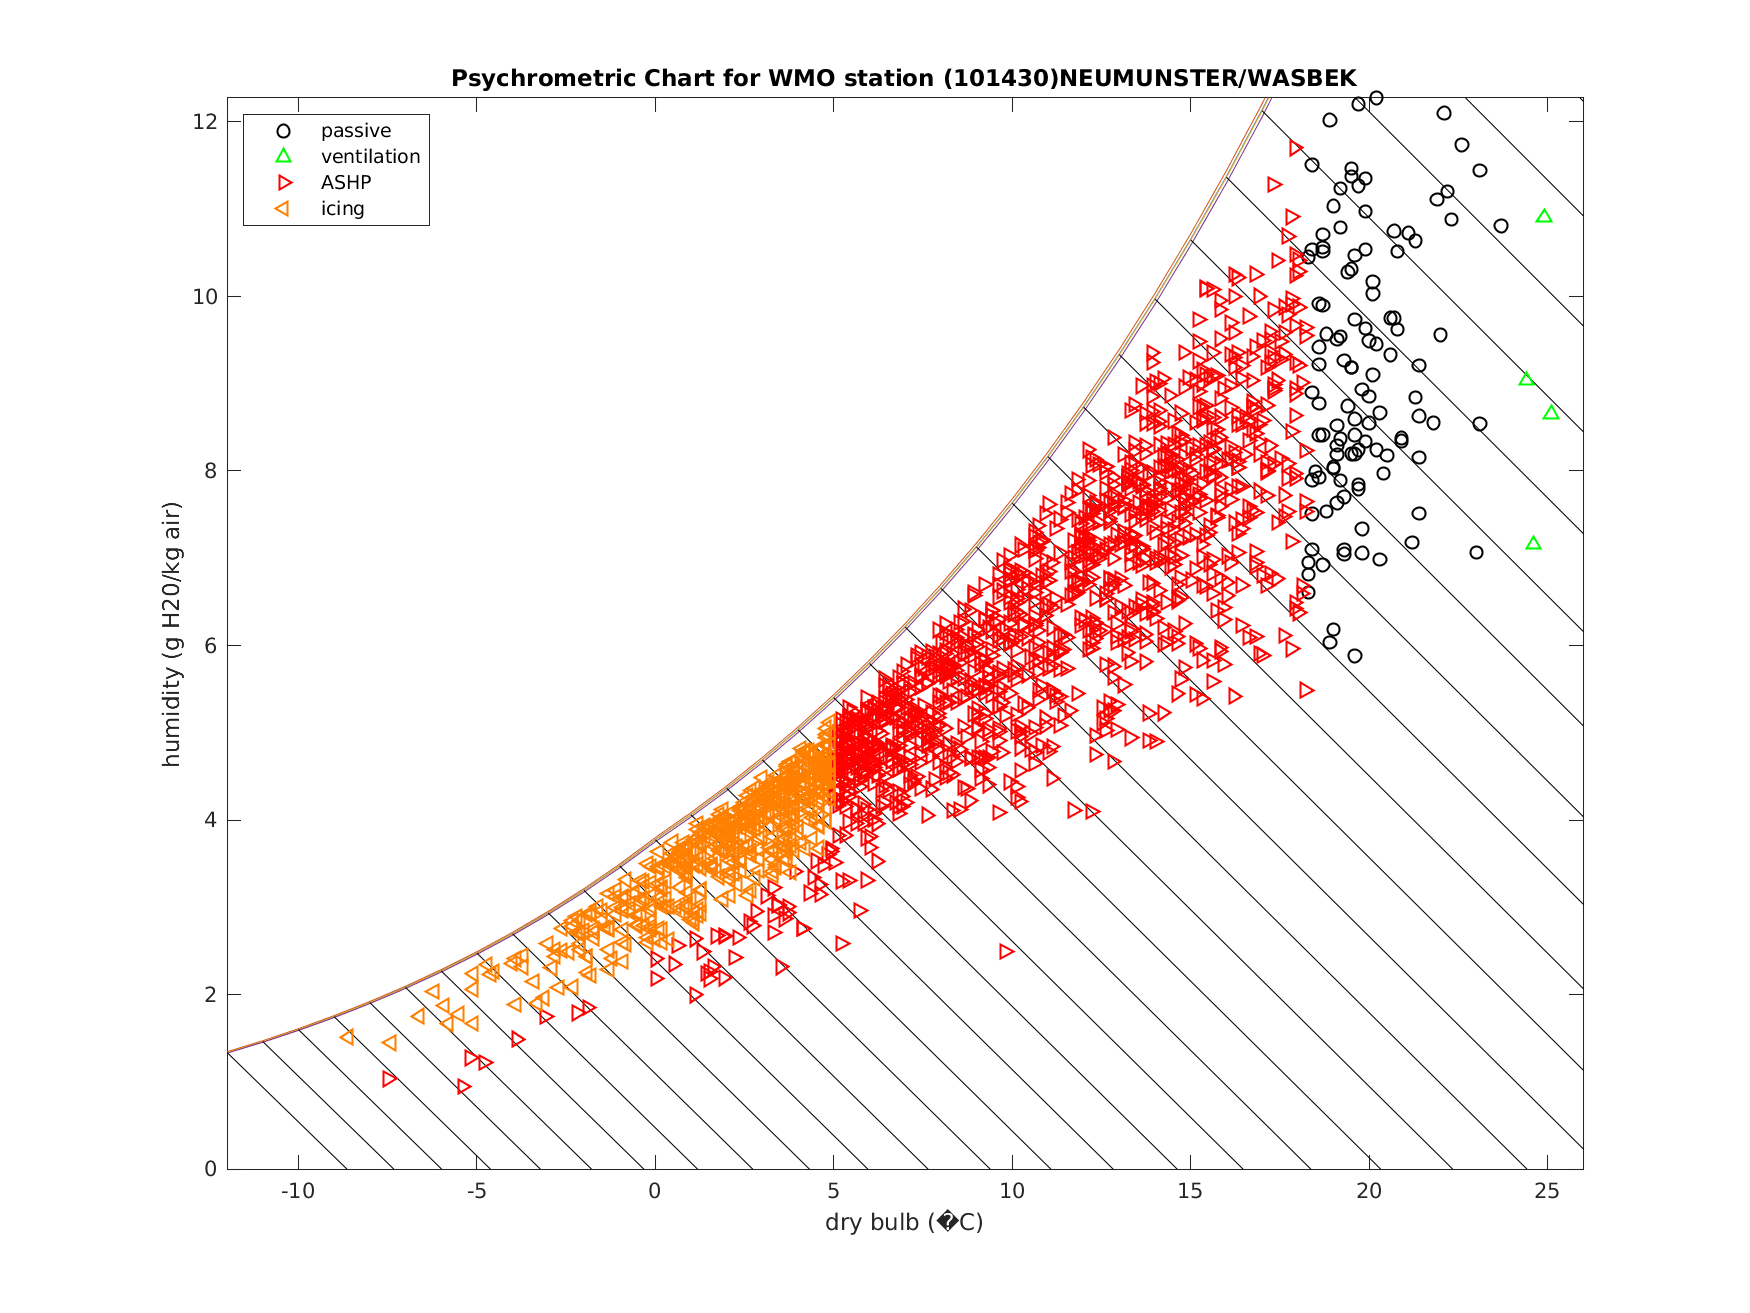 Psychrometric Chart for WMO station (101430)NEUMUNSTER/WASBEK
passive
ventilation
ASHP
icing
humidity (g H20/kg air)
12
10
8
6
4
2
0
-10 -5 0 5 10 15 20 25
dry bulb (�C)